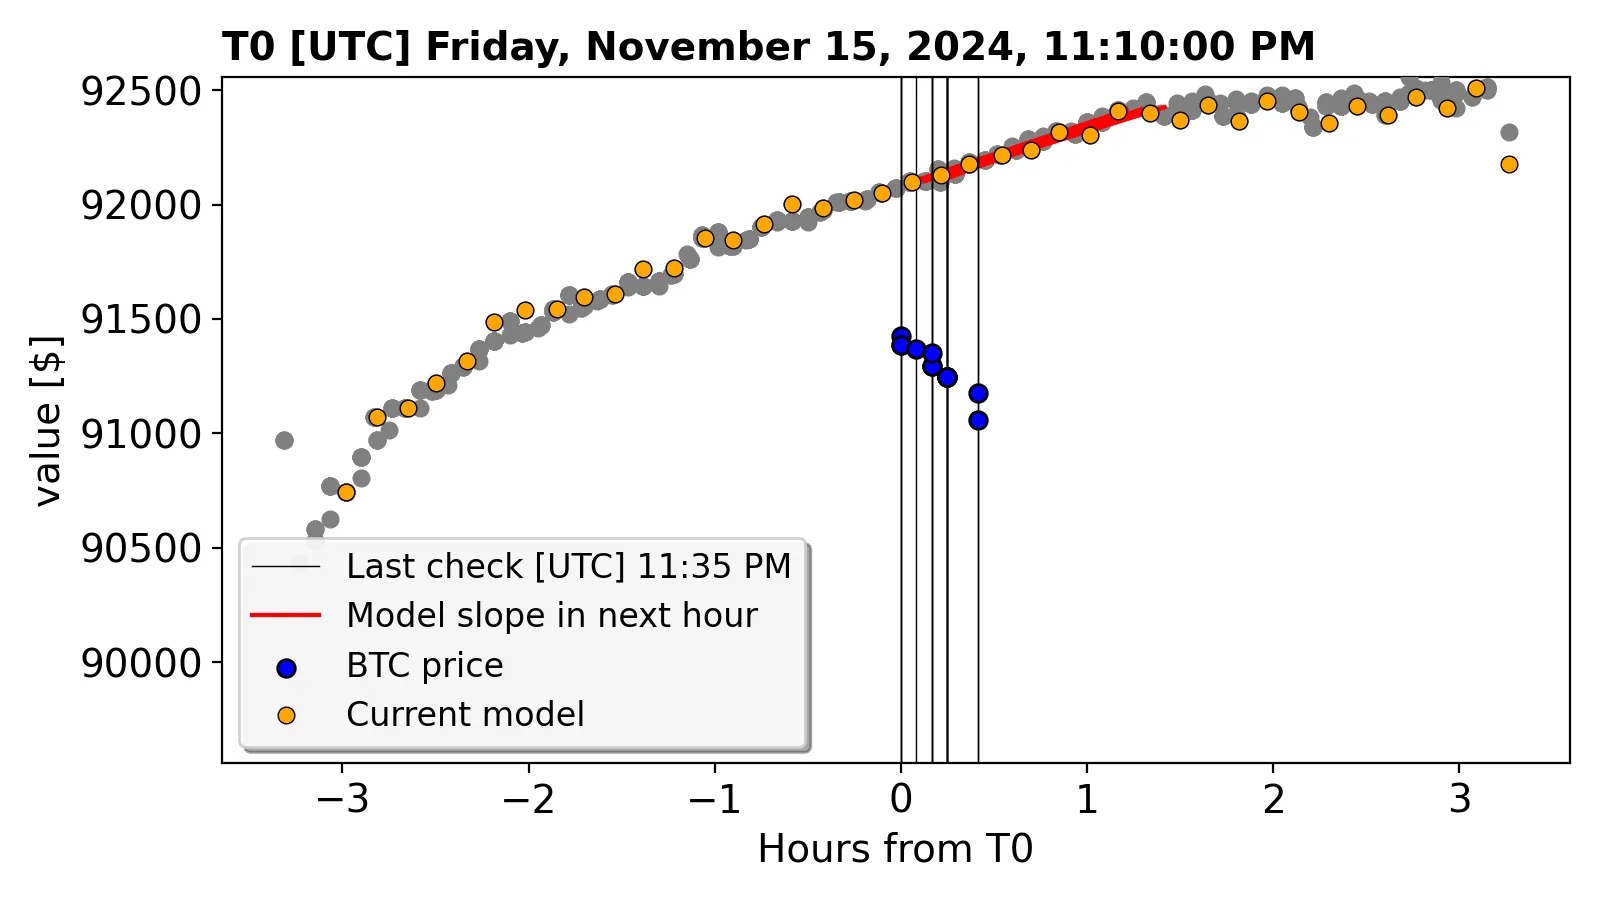 T0 [UTC] Friday, November 15, 2024, 11:10:00 PM
92500
92000
91500
91000
90500
90000
value [$]
Last check [UTC] 11:35 PM
Model slope in next hour
BTC price
Current model
−3 −2 −1 0 1 2 3
Hours from T0